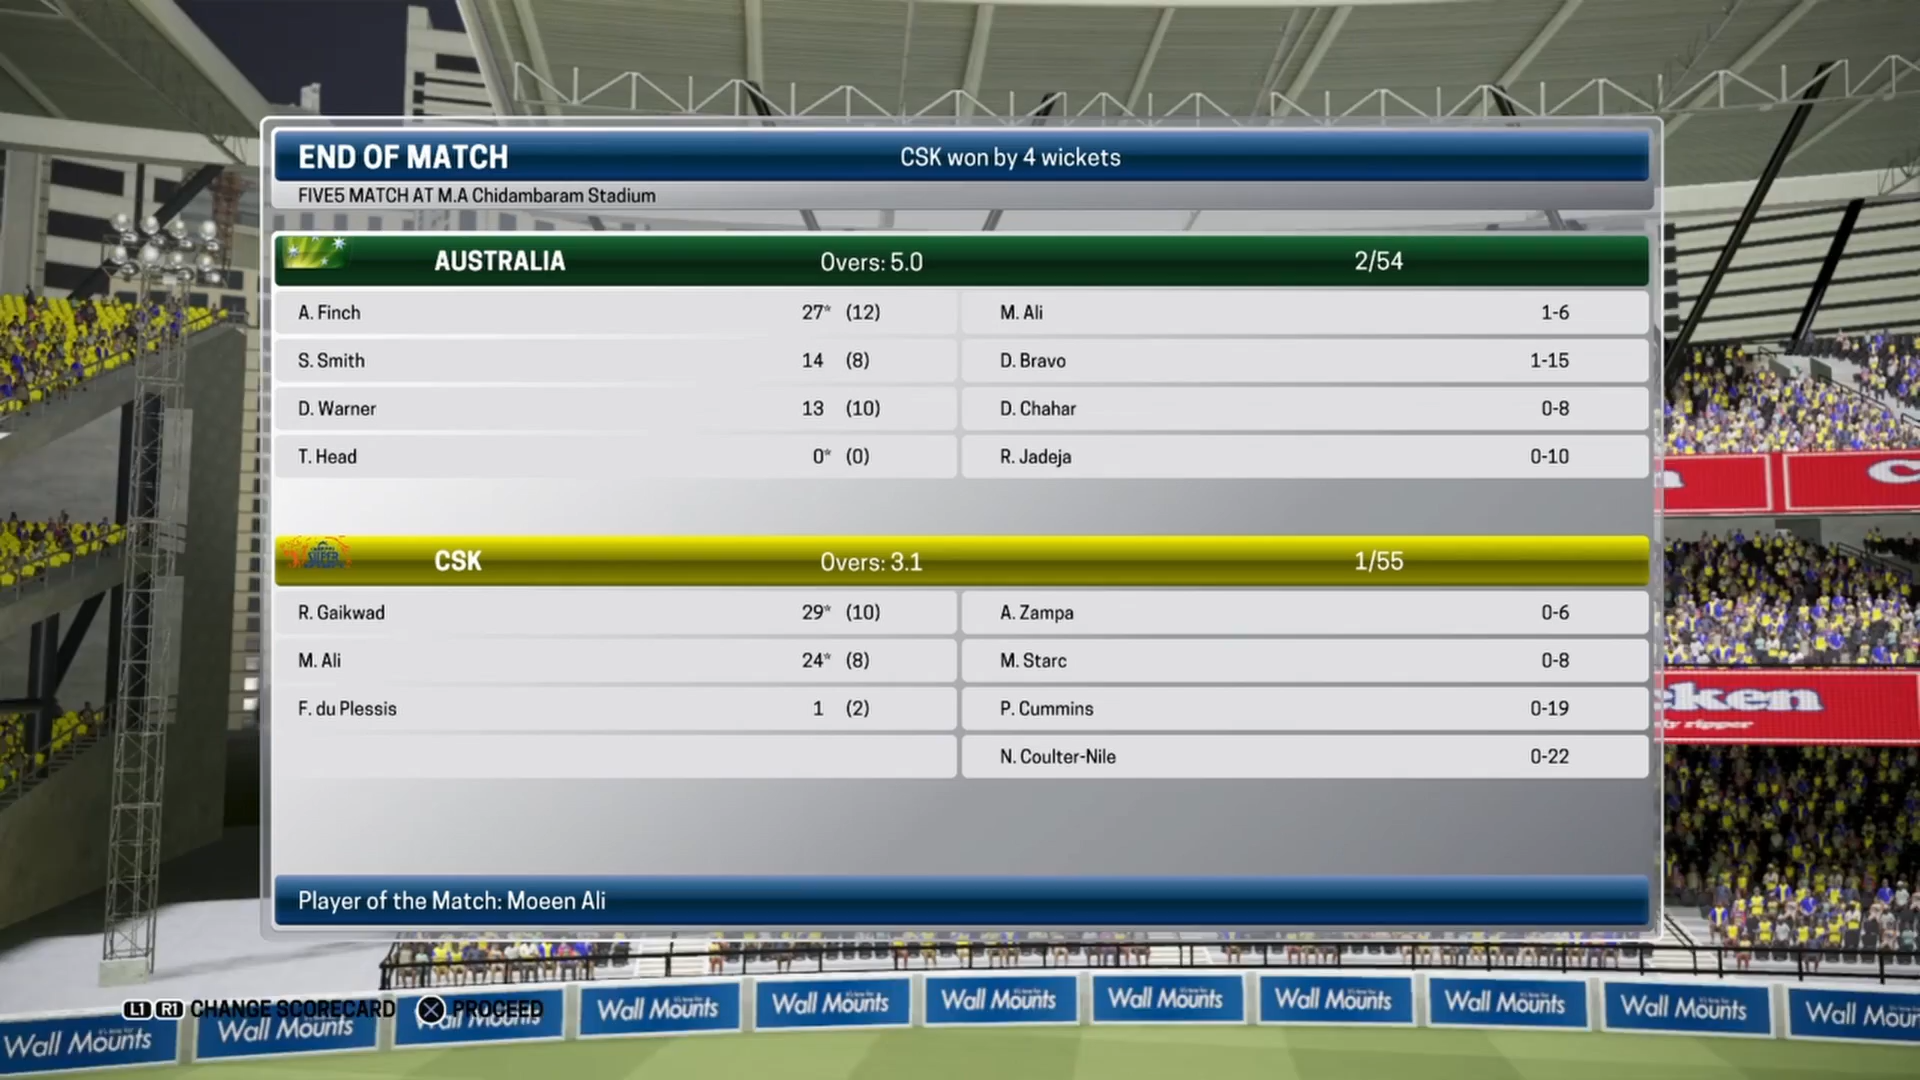 END OF MATCH CSK won by 4 wickets
FIVE5 MATCH AT M.A Chidambaram Stadium
AUSTRALIA Overs: 5.0 2/54
A. Finch 27* (12) M. Ali 1-6
S. Smith 14 (8) D. Bravo 1-15
D. Warner 13 (10) D. Chahar 0-8
T. Head 0* (0) R. Jadeja 0-10
SUPER
CSK Overs: 3.1 1/55
R. Gaikwad 29* (10) A. Zampa 0-6
M. Ali 24* (8) M. Starc 0-8
F. du Plessis 1 (2) P. Cummins 0-19
N. Coulter-Nile 0-22
Player of the Match: Moeen Ali
L1 R1 CHANGE SCORECARD PROCEED
Wall Mounts Wall Mounts Wall Mounts Wall Mounts Wall Mounts Wall Mounts Wall Mounts Wall Mounts Wall Mounts Wall Mounts Wall Moun